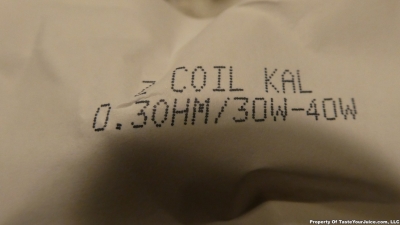 Z COIL KAL
0.3OHM/30W-40W
Property Of TasteYourJuice.com, LLC